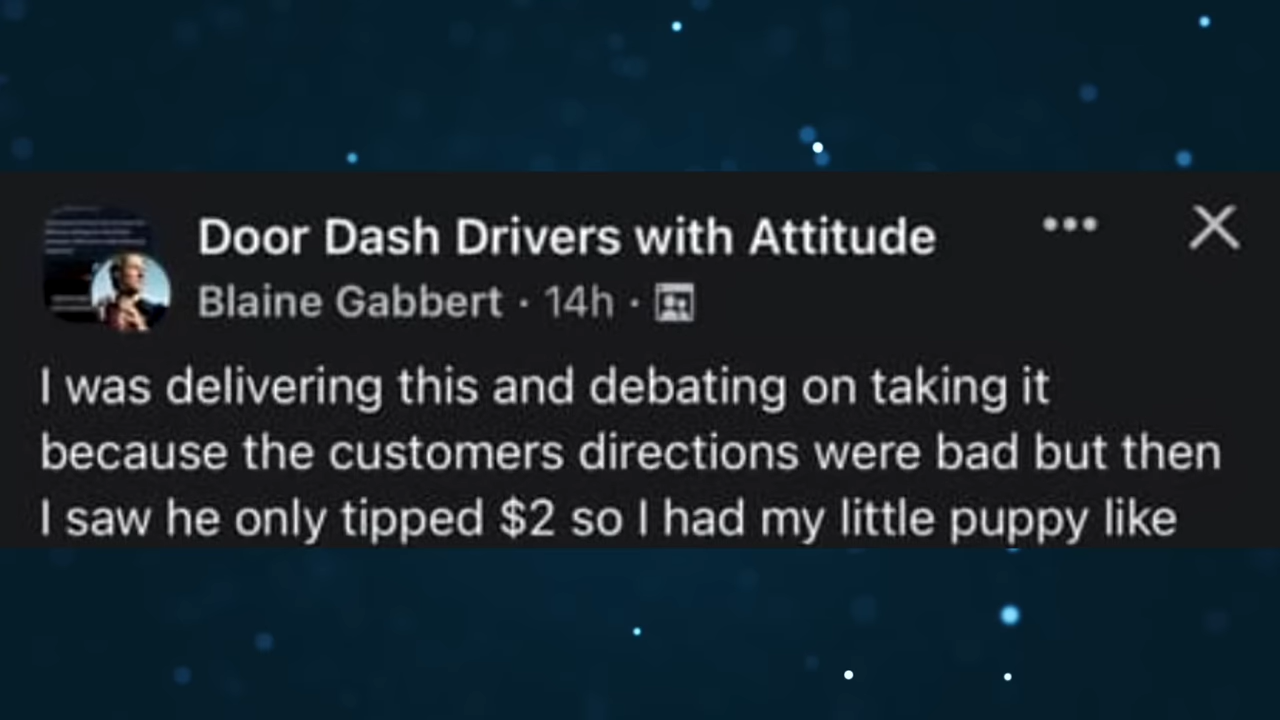 Door Dash Drivers with Attitude
Blaine Gabbert · 14h ·
I was delivering this and debating on taking it
because the customers directions were bad but then
I saw he only tipped $2 so I had my little puppy like